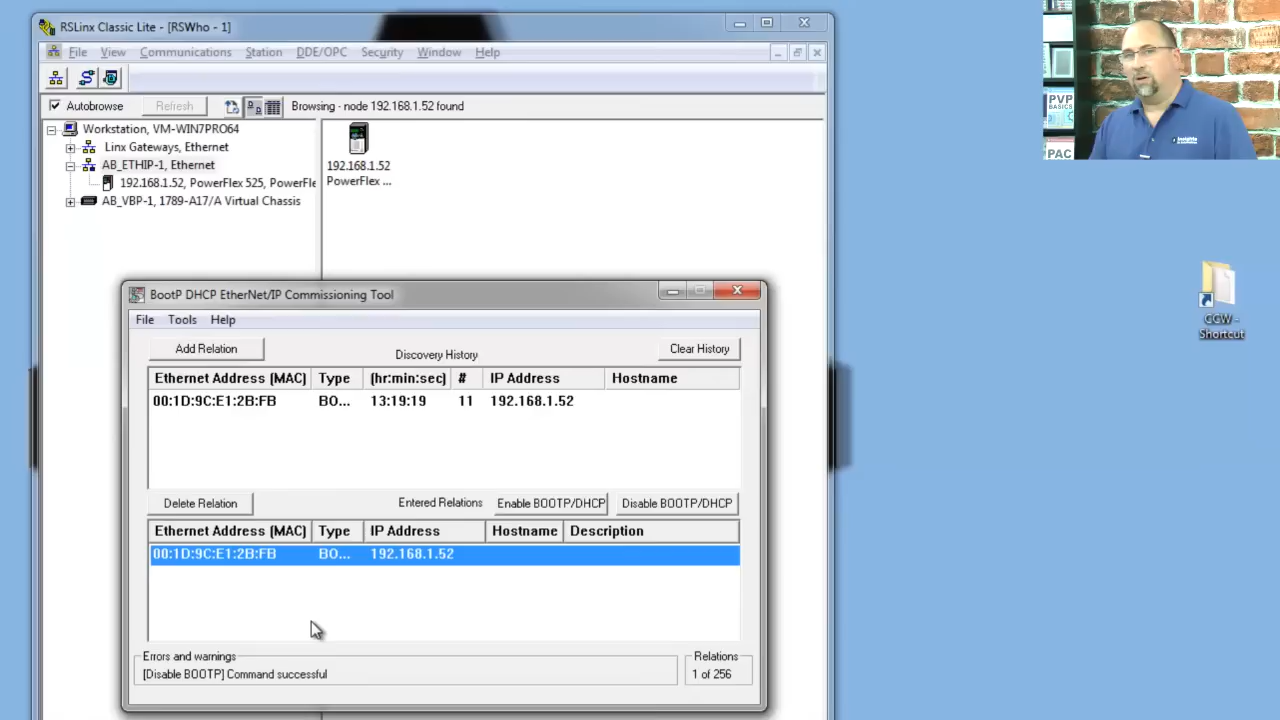 RSLinx Classic Lite - [RSWho - 1]
File View Communications Station DDE/OPC Security Window Help
Autobrowse Refresh Browsing - node 192.168.1.52 found
Workstation, VM-WIN7PRO64
Linx Gateways, Ethernet
AB_ETHIP-1, Ethernet
192.168.1.52, PowerFlex 525, PowerFle
AB_VBP-1, 1789-A17/A Virtual Chassis
192.168.1.52
PowerFlex ...
BootP DHCP EtherNet/IP Commissioning Tool
File Tools Help
Add Relation Discovery History Clear History
Ethernet Address (MAC) Type (hr:min:sec) # IP Address Hostname
00:1D:9C:E1:2B:FB BO... 13:19:19 11 192.168.1.52
Delete Relation Entered Relations Enable BOOTP/DHCP Disable BOOTP/DHCP
Ethernet Address (MAC) Type IP Address Hostname Description
00:1D:9C:E1:2B:FB BO... 192.168.1.52
Errors and warnings
[Disable BOOTP] Command successful
Relations
1 of 256
CCW -
Shortcut
PVP
BASICS
PAC